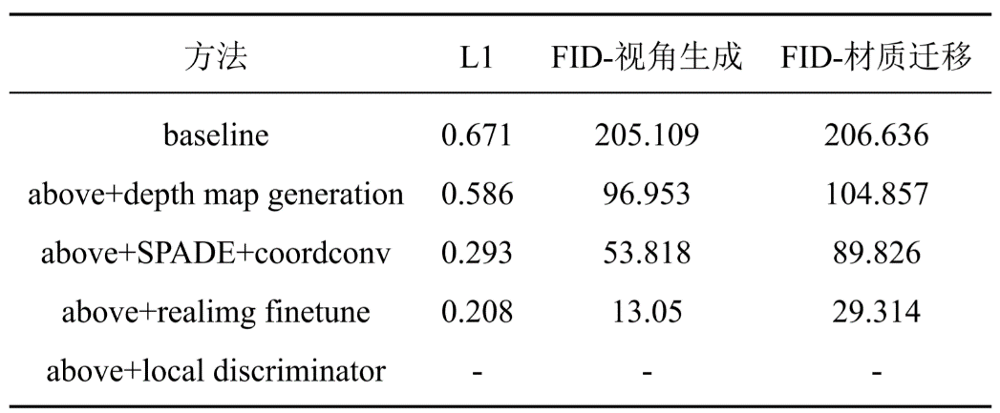 方法 L1 FID-视角生成 FID-材质迁移
baseline 0.671 205.109 206.636
above+depth map generation 0.586 96.953 104.857
above+SPADE+coordconv 0.293 53.818 89.826
above+realimg finetune 0.208 13.05 29.314
above+local discriminator - - -